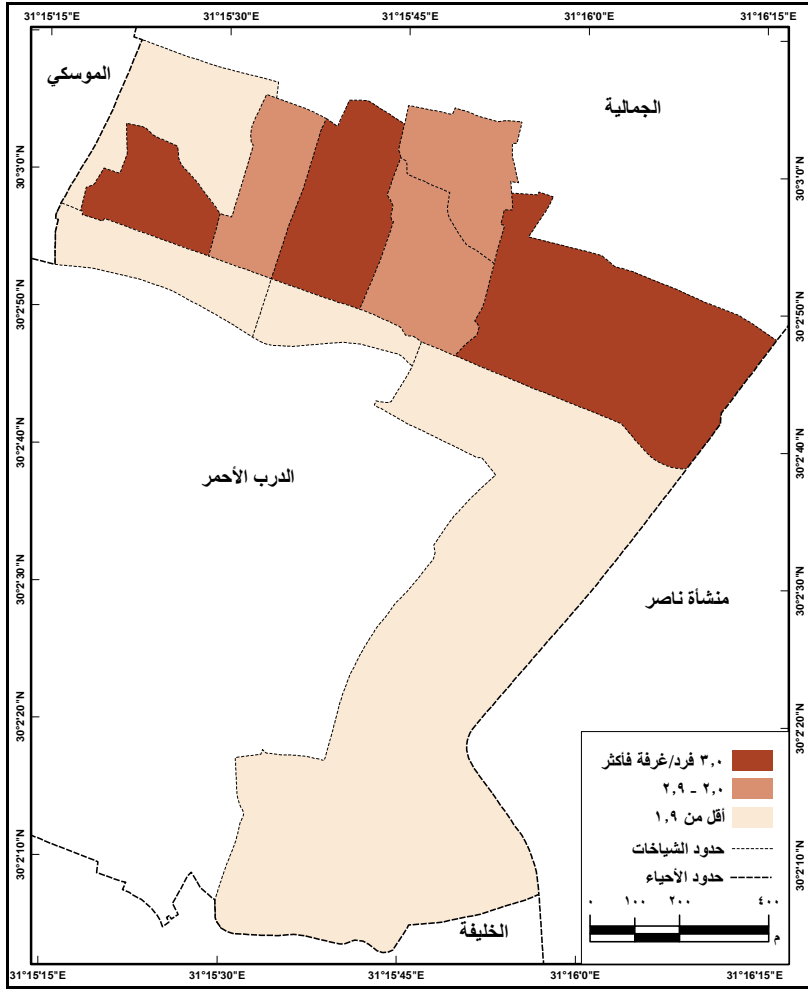 31°15'15"E 31°15'30"E 31°15'45"E 31°16'0"E 31°16'15"E
الموسكي
الجمالية
30°3'0"N 30°3'0"N
30°2'50"N 30°2'50"N
30°2'40"N 30°2'40"N
الدرب الأحمر
30°2'30"N 30°2'30"N
منشأة ناصر
30°2'20"N 30°2'20"N
٣,٠ فرد/غرفة فأكثر
٢,٠ - ٢,٩
أقل من ١,٩
حدود الشياخات
حدود الأحياء
30°2'10"N 30°2'10"N
٠ ١٠٠ ٢٠٠ ٤٠٠
م
الخليفة
31°15'15"E 31°15'30"E 31°15'45"E 31°16'0"E 31°16'15"E